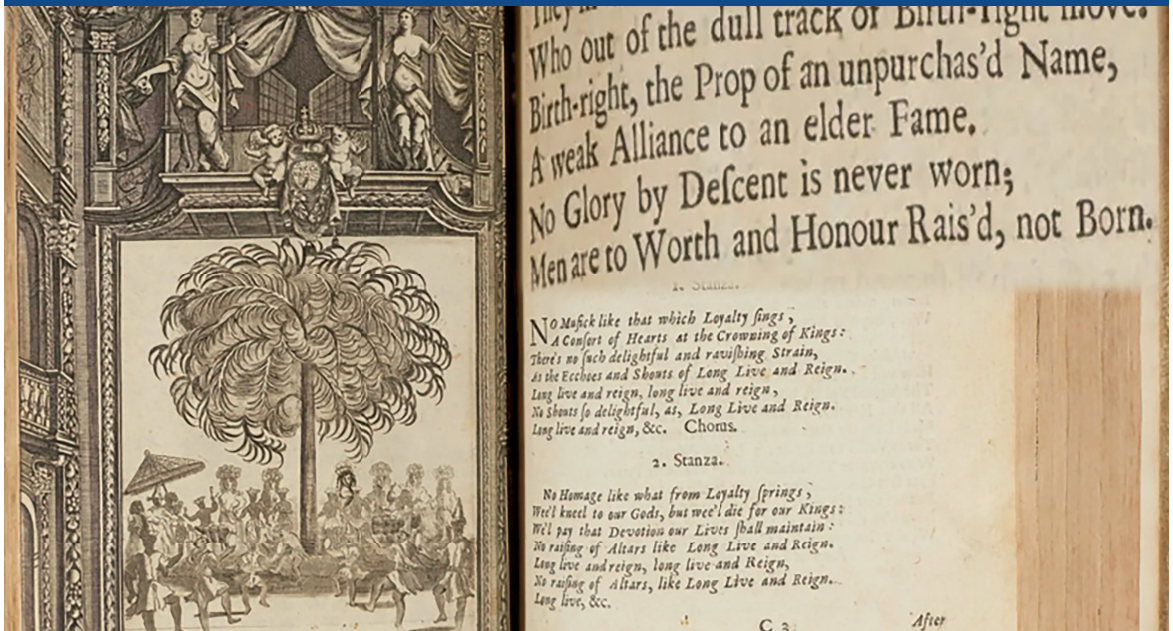 They
Who out of the dull track of Birth-right move.
Birth-right, the Prop of an unpurchas'd Name,
A weak Alliance to an elder Fame.
No Glory by Deſcent is never worn;
Men are to Worth and Honour Rais'd, not Born.
1. Stanza.
NO Muſick like that which Loyalty ſings,
A Conſort of Hearts at the Crowning of Kings:
There's no ſuch delightful and raviſhing Strain,
As the Ecchoes and Shouts of Long Live and Reign.
Long live and reign, long live and reign,
No Shouts ſo delightful, as, Long Live and Reign.
Long live and reign, &c. Chorus.
2. Stanza.
No Homage like what from Loyalty ſprings,
Wee'l kneel to our Gods, but wee'l die for our Kings:
We'l pay that Devotion our Lives ſhall maintain:
No raiſing of Altars like Long Live and Reign.
Long live and reign, long live and Reign,
No raiſing of Altars, like Long Live and Reign.
Long live, &c.
C 3
After